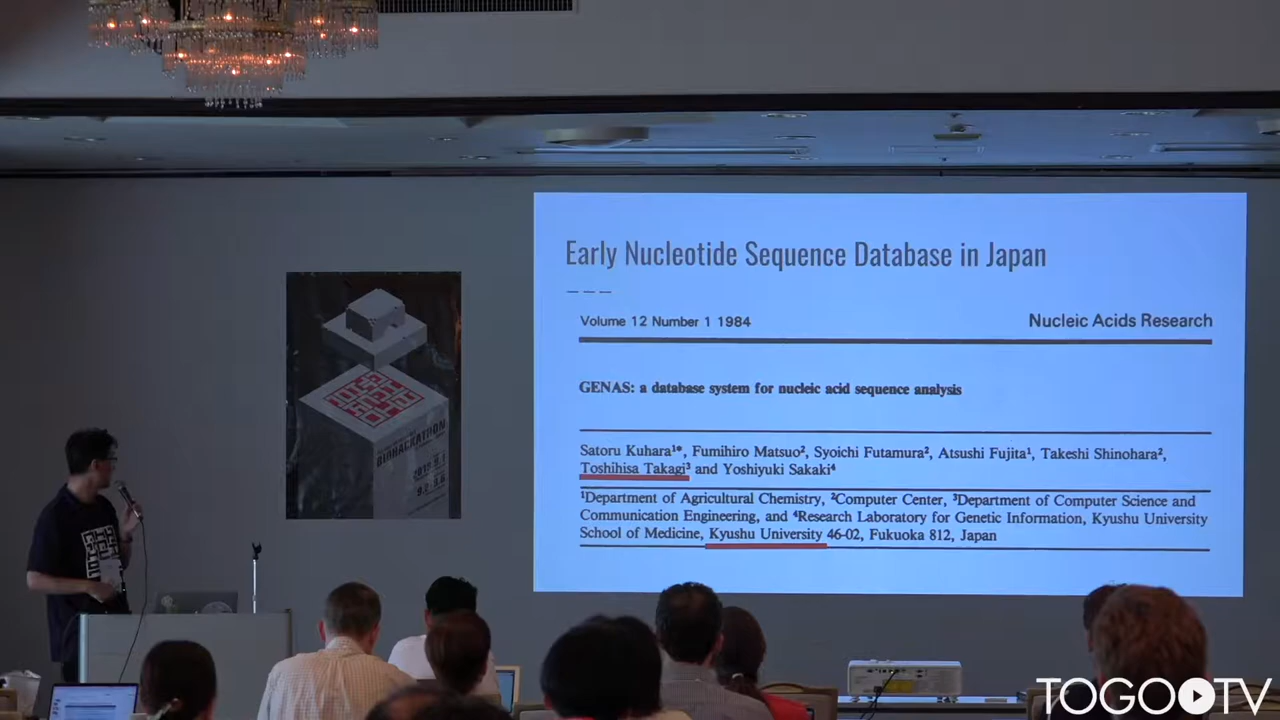 Early Nucleotide Sequence Database in Japan
Volume 12 Number 1 1984
Nucleic Acids Research
GENAS: a database system for nucleic acid sequence analysis
Satoru Kuhara¹*, Fumihiro Matsuo², Syoichi Futamura², Atsushi Fujita¹, Takeshi Shinohara²,
Toshihisa Takagi³ and Yoshiyuki Sakaki⁴
¹Department of Agricultural Chemistry, ²Computer Center, ³Department of Computer Science and
Communication Engineering, and ⁴Research Laboratory for Genetic Information, Kyushu University
School of Medicine, Kyushu University 46-02, Fukuoka 812, Japan
BIOHACKATHON
TOGO TV